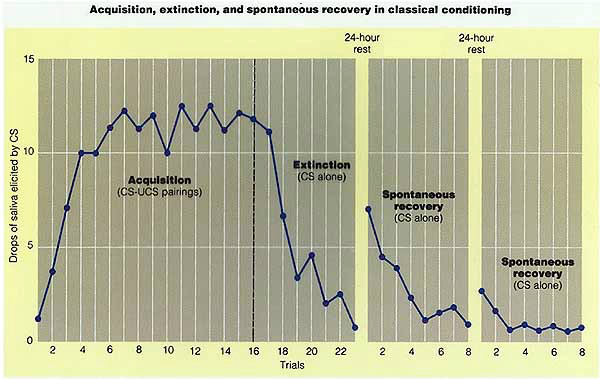 Acquisition, extinction, and spontaneous recovery in classical conditioning
24-hour
rest
24-hour
rest
15
10
5
0
Drops of saliva elicited by CS
Acquisition
(CS-UCS pairings)
Extinction
(CS alone)
Spontaneous
recovery
(CS alone)
Spontaneous
recovery
(CS alone)
2 4 6 8 10 12 14 16 18 20 22 2 4 6 8 2 4 6 8
Trials